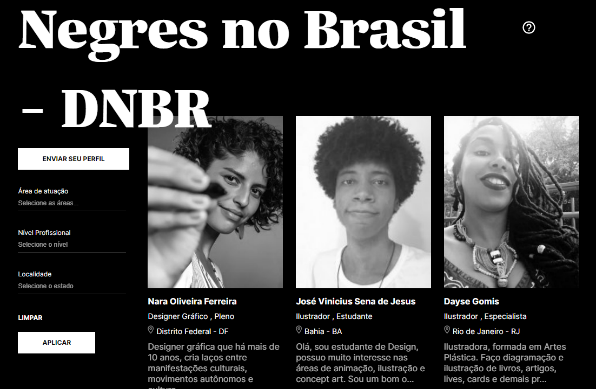 Negres no Brasil
– DNBR
ENVIAR SEU PERFIL
Área de atuação
Selecione as áreas
Nível Profissional
Selecione o nível
Localidade
Selecione o estado
LIMPAR
APLICAR
Nara Oliveira Ferreira
Designer Gráfico , Pleno
Distrito Federal - DF
Designer gráfica que há mais de
10 anos, cria laços entre
manifestações culturais,
movimentos autônomos e
José Vinicius Sena de Jesus
Ilustrador , Estudante
Bahia - BA
Olá, sou estudante de Design,
possuo muito interesse nas
áreas de animação, ilustração e
concept art. Sou um bom o...
Dayse Gomis
Ilustrador , Especialista
Rio de Janeiro - RJ
Ilustradora, formada em Artes
Plástica. Faço diagramação e
ilustração de livros, artigos,
lives, cards e demais pr...